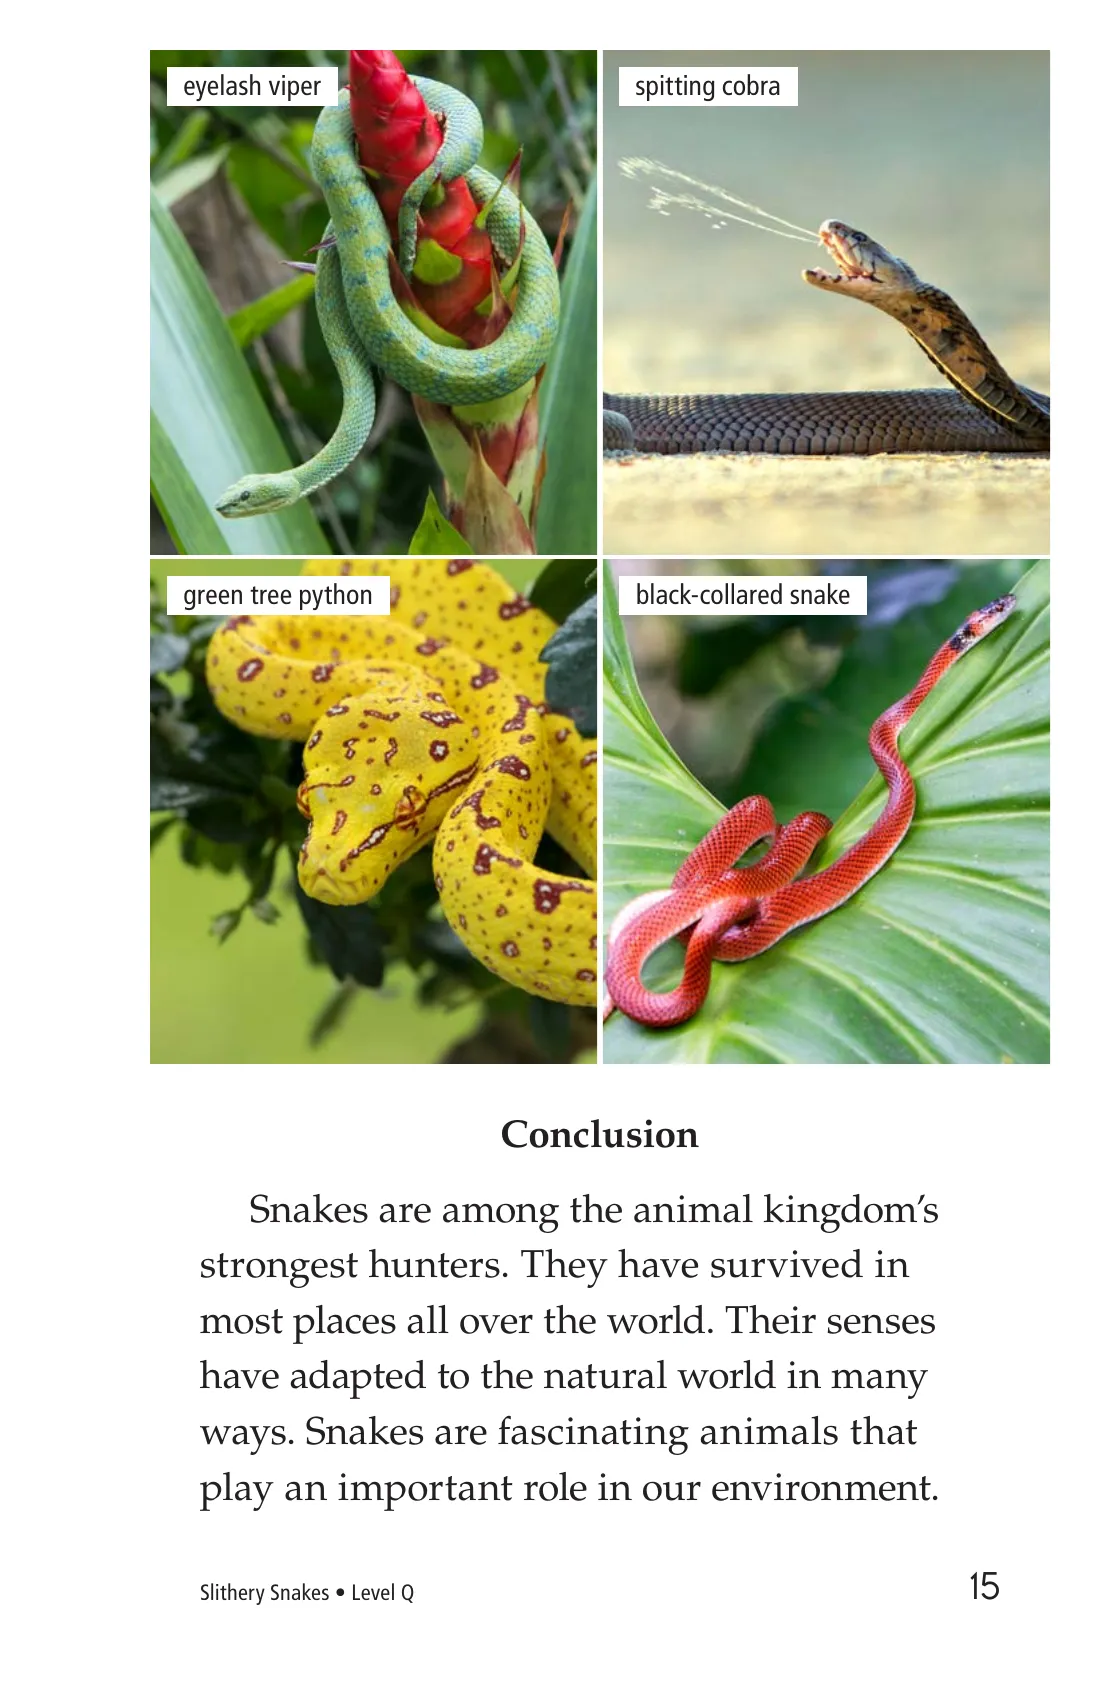 eyelash viper
spitting cobra
green tree python
black-collared snake
Conclusion
Snakes are among the animal kingdom’s
strongest hunters. They have survived in
most places all over the world. Their senses
have adapted to the natural world in many
ways. Snakes are fascinating animals that
play an important role in our environment.
Slithery Snakes • Level Q
15